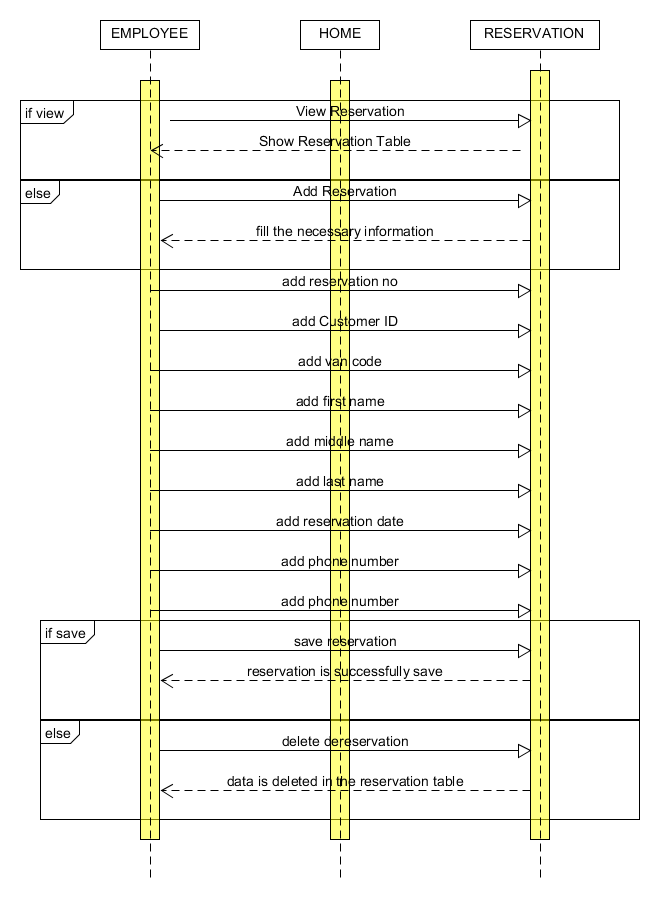 EMPLOYEE
HOME
RESERVATION
if view
View Reservation
Show Reservation Table
else
Add Reservation
fill the necessary information
add reservation no
add Customer ID
add van code
add first name
add middle name
add last name
add reservation date
add phone number
add phone number
if save
save reservation
reservation is successfully save
else
delete dereservation
data is deleted in the reservation table